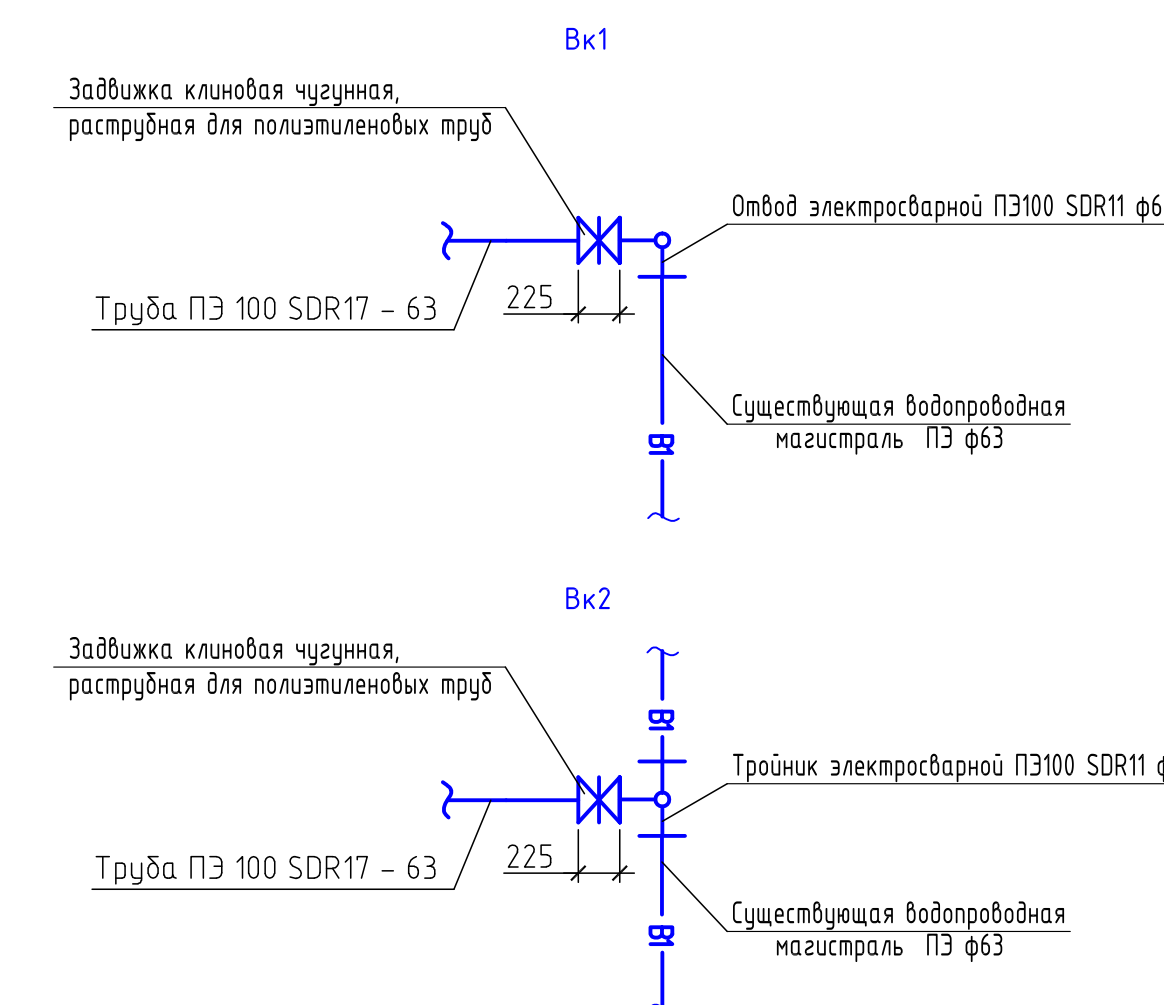 Вк1
Задвижка клиновая чугунная,
раструбная для полиэтиленовых труб
Отвод электросварной ПЭ100 SDR11 ф6
Труба ПЭ 100 SDR17 – 63
225
Существующая водопроводная
магистраль ПЭ ф63
В1
Вк2
Задвижка клиновая чугунная,
раструбная для полиэтиленовых труб
В1
Тройник электросварной ПЭ100 SDR11
Труба ПЭ 100 SDR17 – 63
225
Существующая водопроводная
магистраль ПЭ ф63
В1